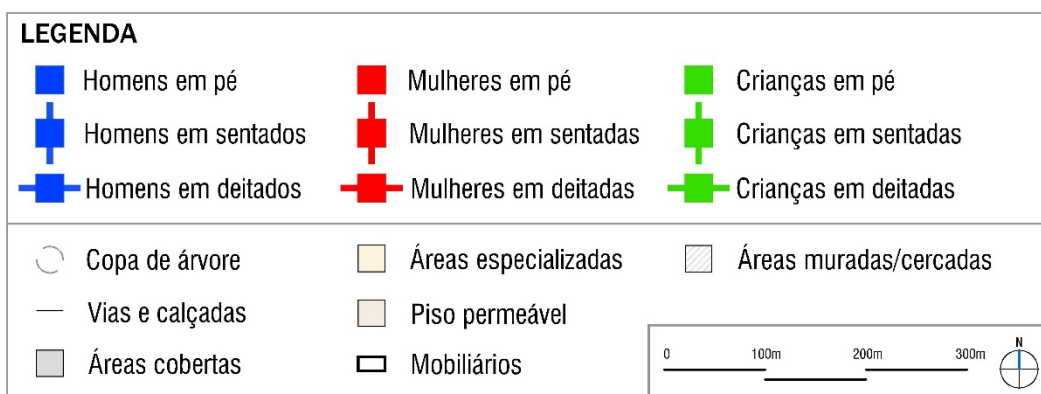 LEGENDA
Homens em pé Mulheres em pé Crianças em pé
Homens em sentados Mulheres em sentadas Crianças em sentadas
Homens em deitados Mulheres em deitadas Crianças em deitadas
Copa de árvore Áreas especializadas Áreas muradas/cercadas
Vias e calçadas Piso permeável
Áreas cobertas Mobiliários
0 100m 200m 300m N